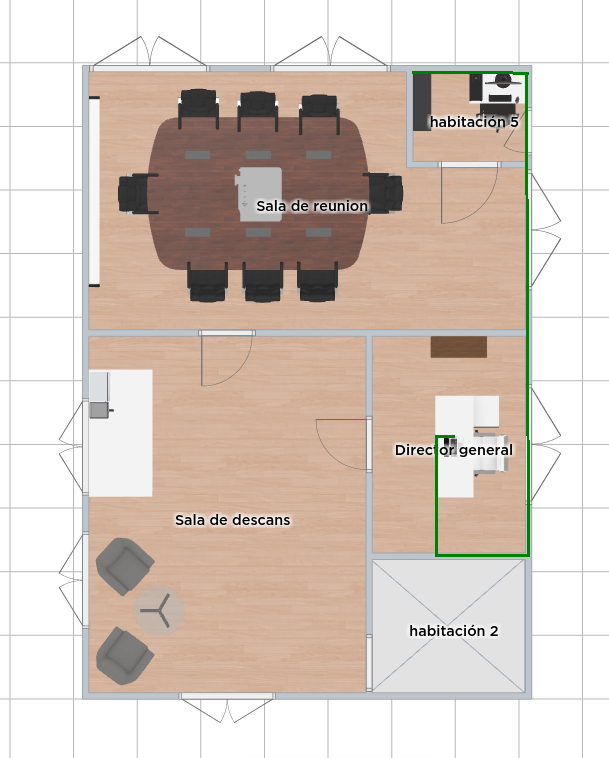 habitación 5
Sala de reunion
Director general
Sala de descans
habitación 2